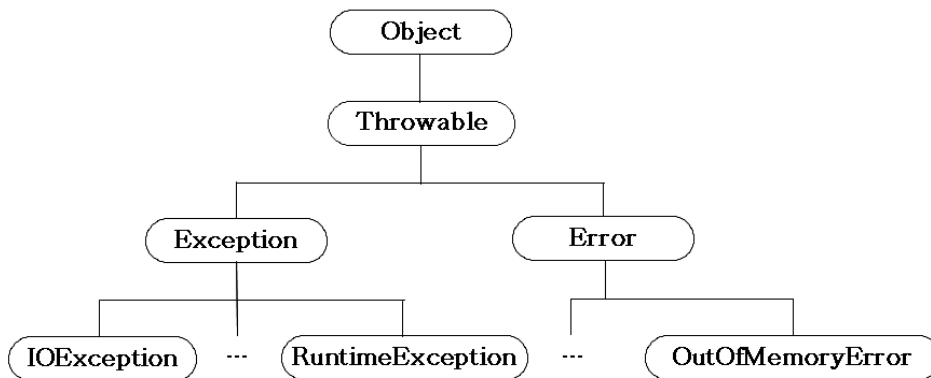 Object
Throwable
Exception
Error
IOException ... RuntimeException ... OutOfMemoryError